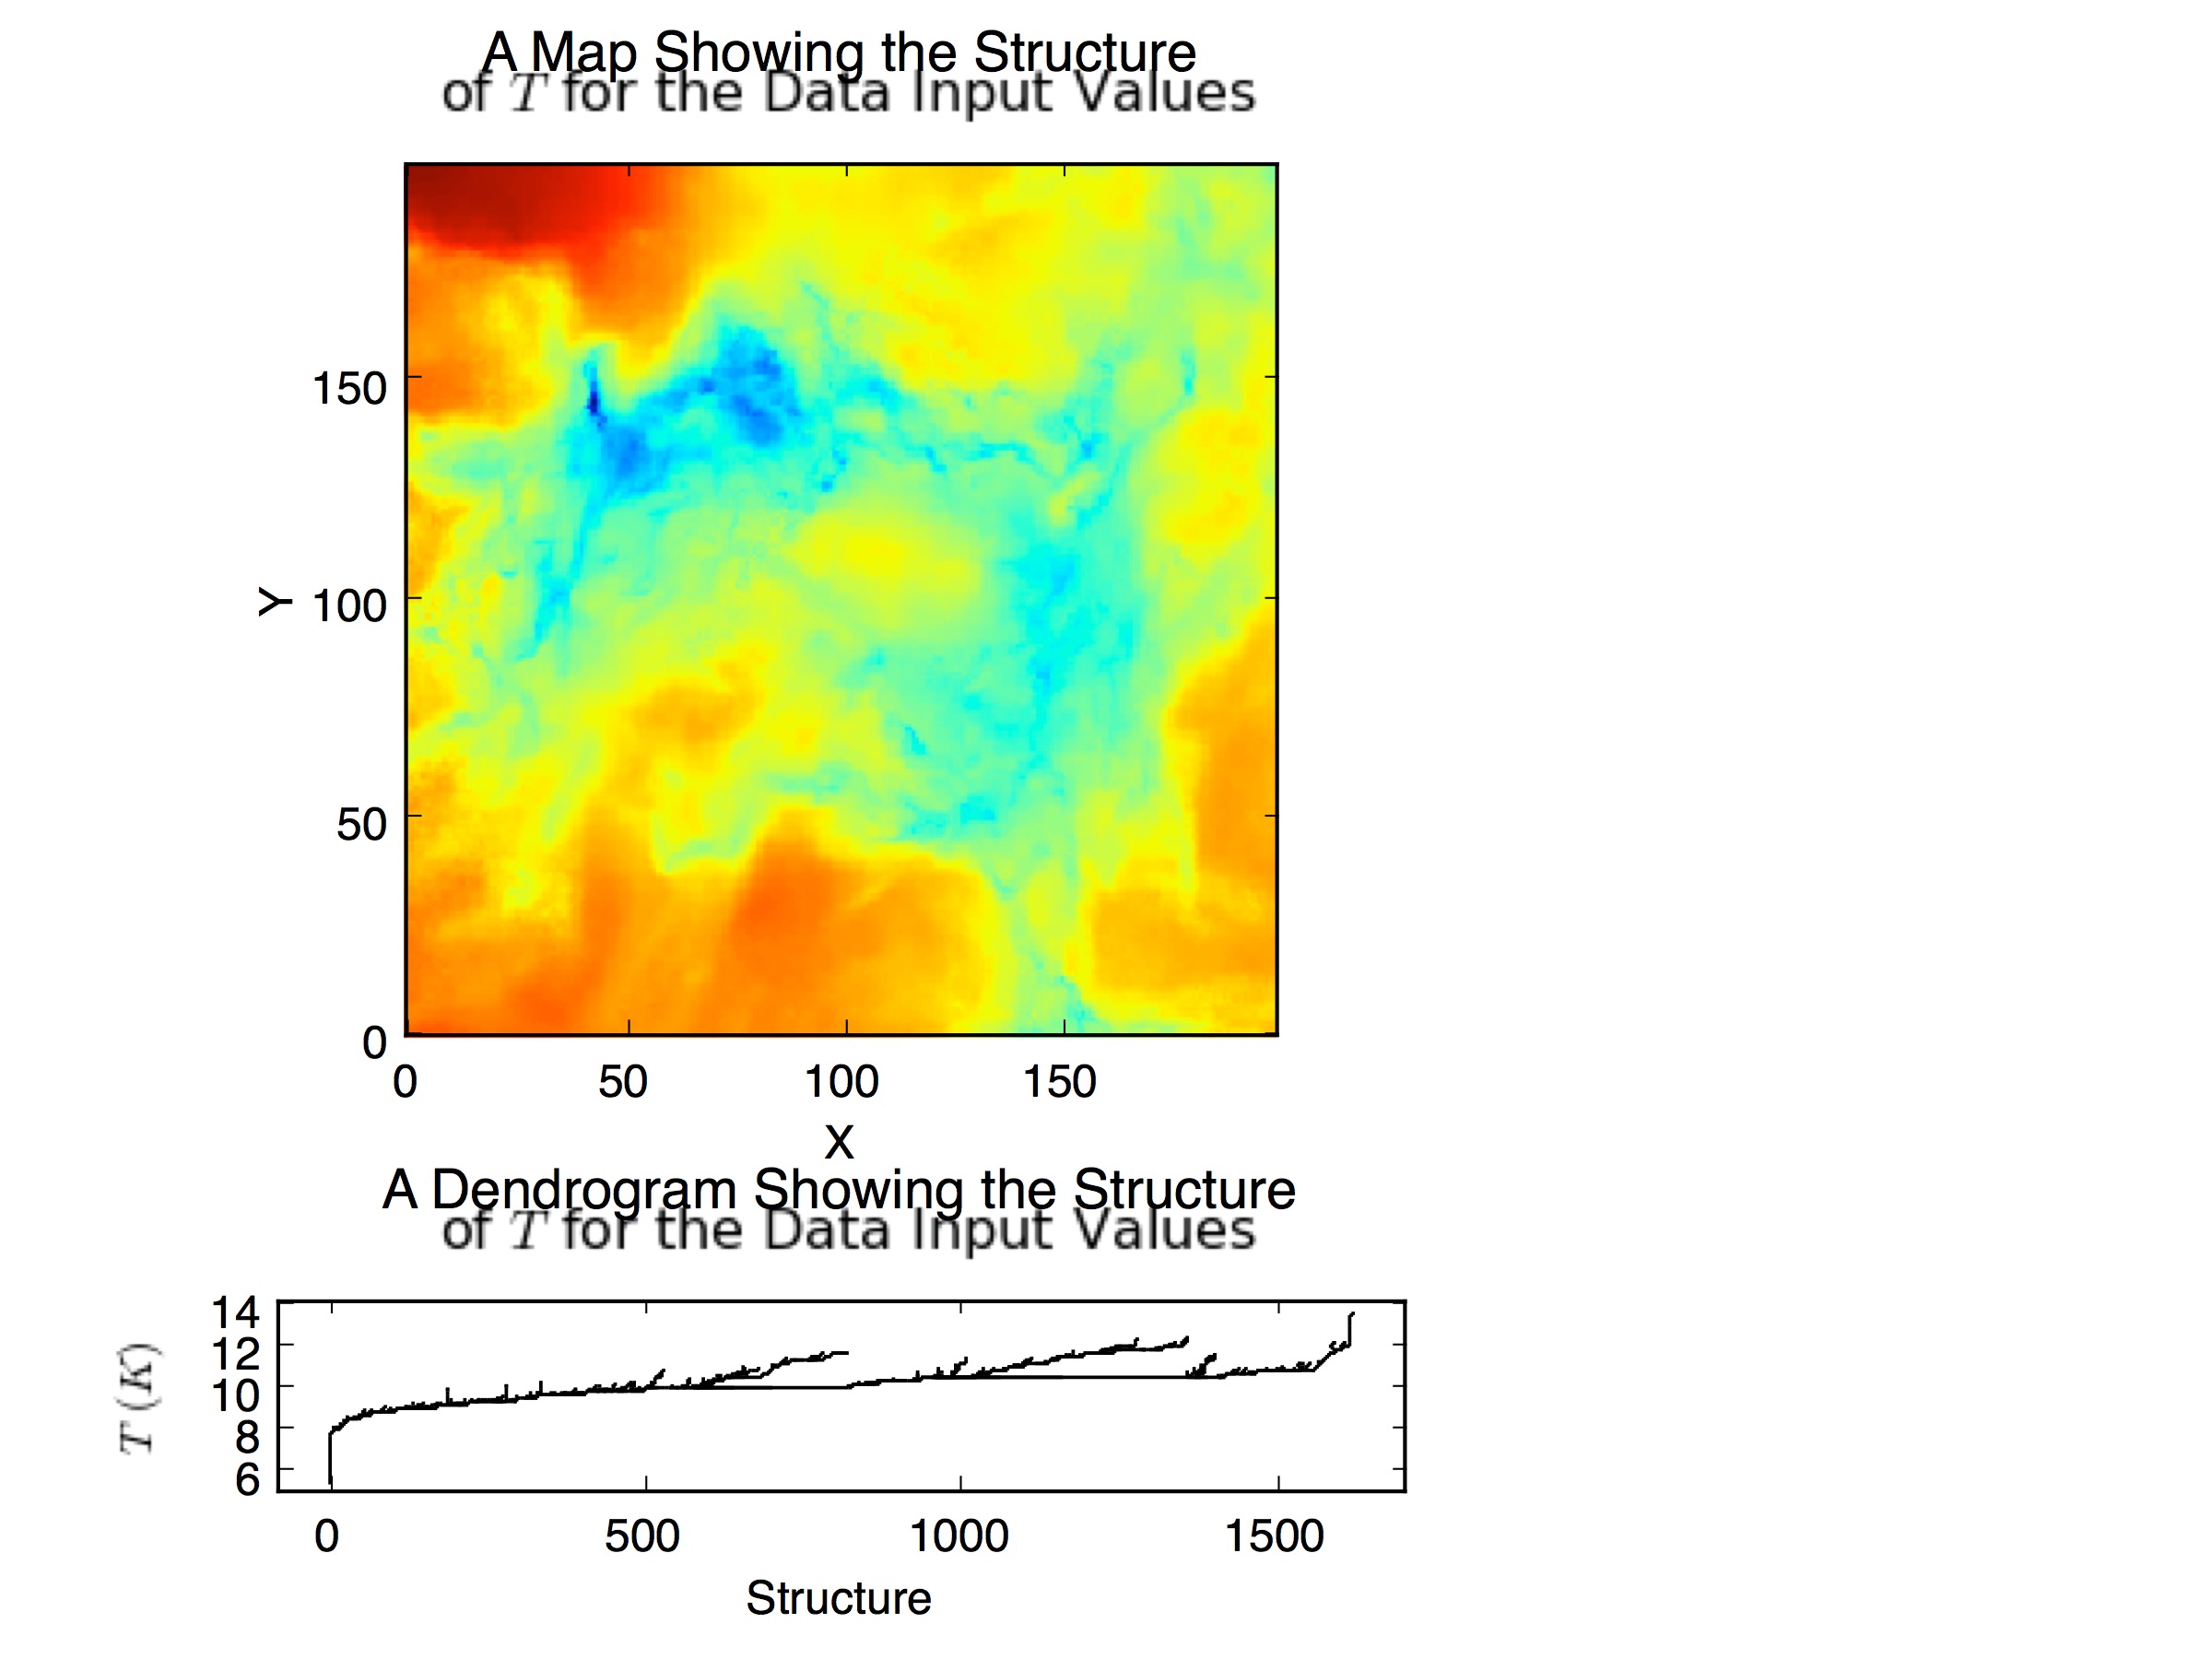 A Map Showing the Structure
of T for the Data Input Values
150
Y 100
50
0
0 50 100 150
X
A Dendrogram Showing the Structure
of T for the Data Input Values
14
12
10
8
6
T (K)
0 500 1000 1500
Structure